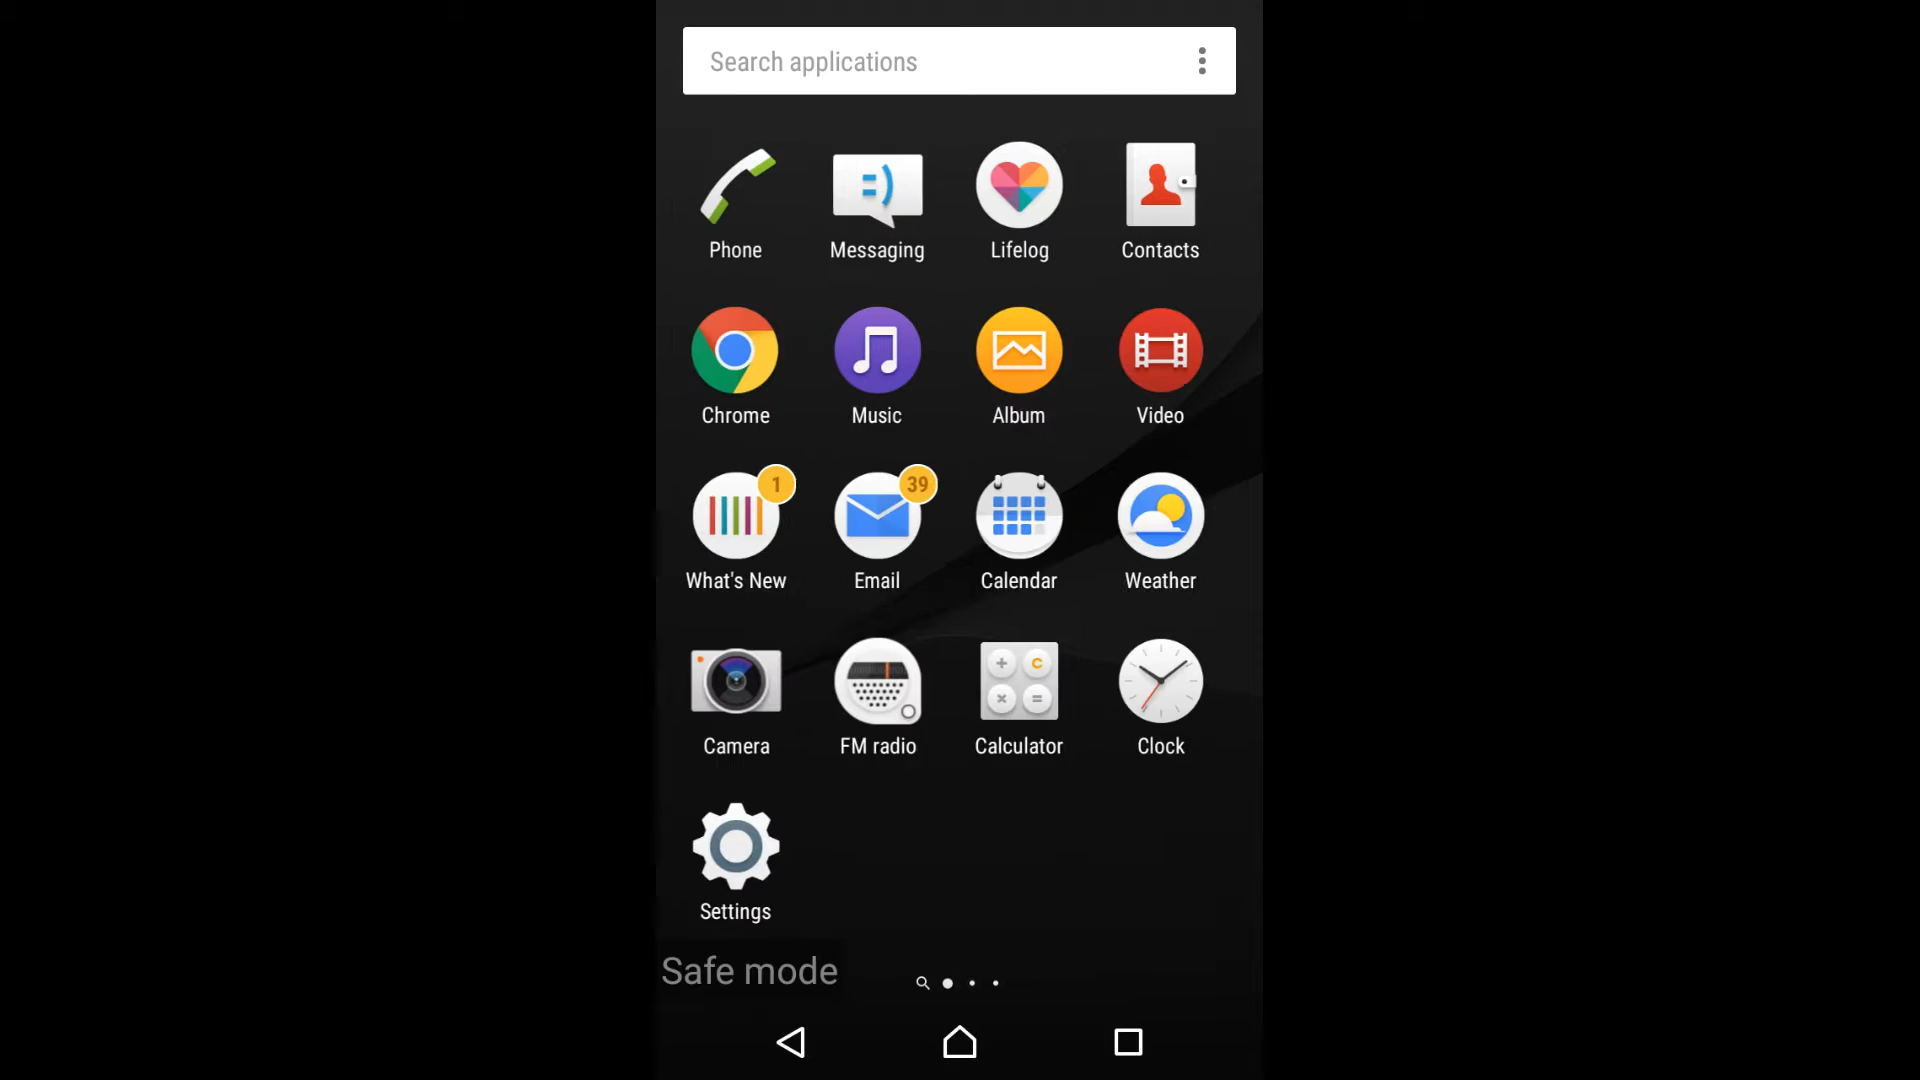 Search applications
Phone Messaging Lifelog Contacts
Chrome Music Album Video
1 39
What's New Email Calendar Weather
Camera FM radio Calculator Clock
Settings
Safe mode